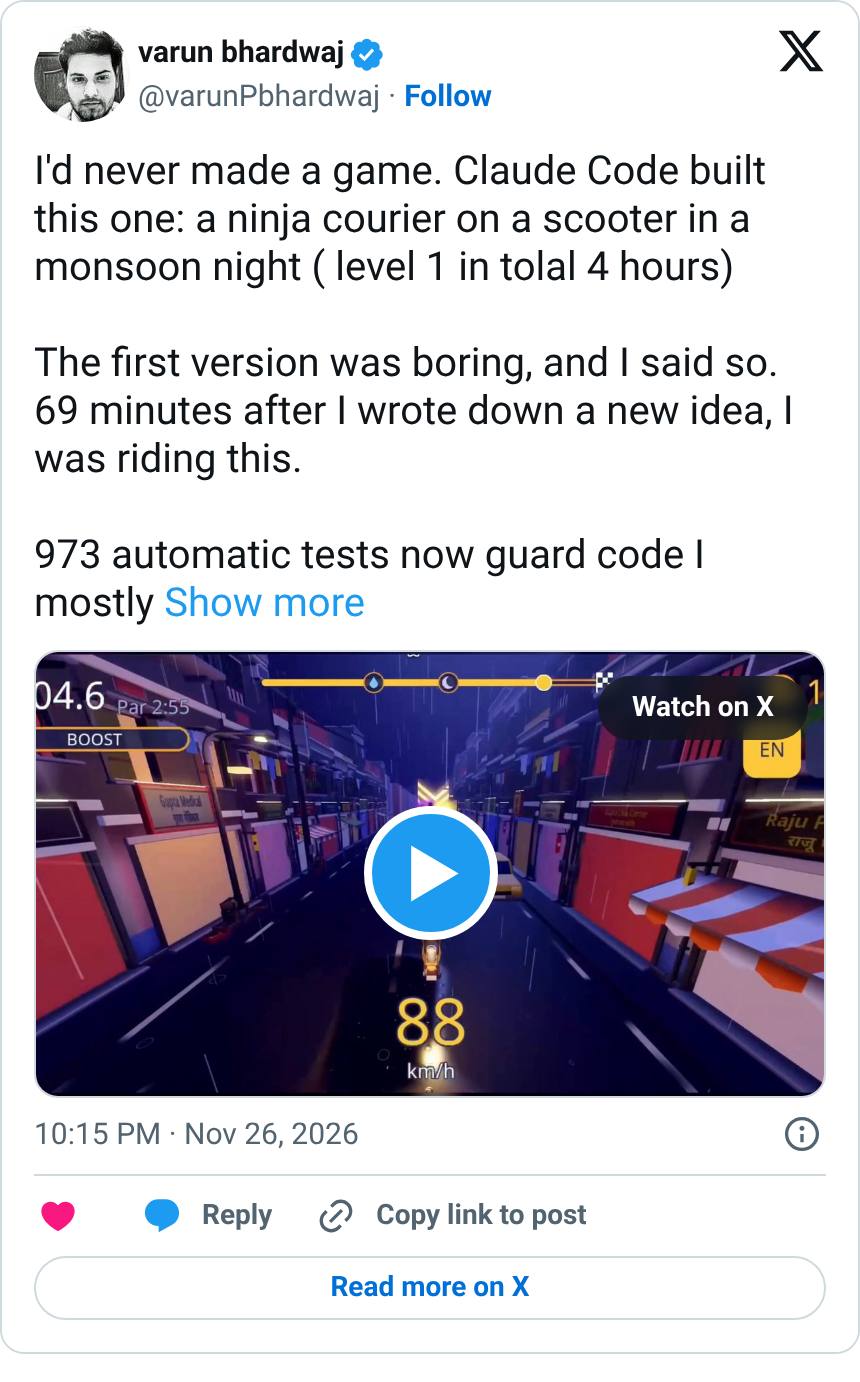 varun bhardwaj
@varunPbhardwaj · Follow
I'd never made a game. Claude Code built
this one: a ninja courier on a scooter in a
monsoon night ( level 1 in tolal 4 hours)
The first version was boring, and I said so.
69 minutes after I wrote down a new idea, I
was riding this.
973 automatic tests now guard code I
mostly Show more
04.6 Par 2:55
BOOST
Watch on X
1
EN
Gupta Medical
Raju
राजू
88
km/h
10:15 PM · Nov 26, 2026
Reply
Copy link to post
Read more on X